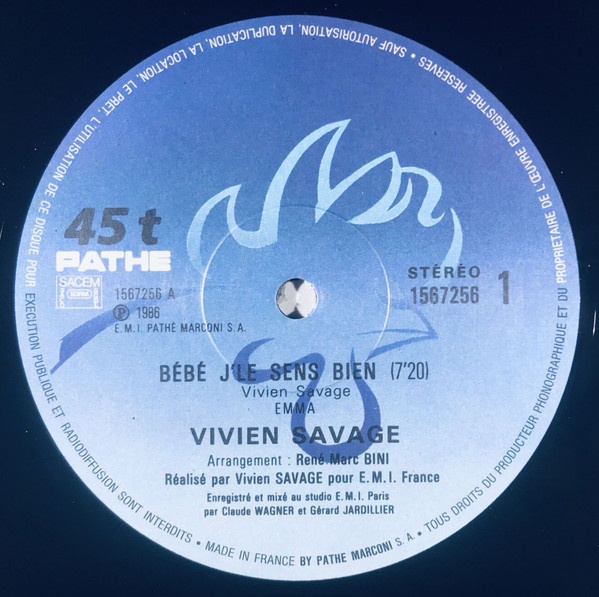 TOUS DROITS DU PRODUCTEUR PHONOGRAPHIQUE ET DU PROPRIETAIRE DE L'ŒUVRE ENREGISTREE RESERVES • SAUF AUTORISATION, LA DUPLICATION, LA LOCATION, LE PRET, L'UTILISATION DE CE DISQUE POUR EXECUTION PUBLIQUE ET RADIODIFFUSION SONT INTERDITS •
45 t
PATHE
SACEM
1567256 A
Ⓟ 1986
E.M.I. PATHÉ MARCONI S.A.
STÉRÉO
1567256 1
BÉBÉ J'LE SENS BIEN (7'20)
Vivien Savage
EMMA
VIVIEN SAVAGE
Arrangement : René Marc BINI
Réalisé par Vivien SAVAGE pour E.M.I. France
Enregistré et mixé au studio E.M.I. Paris
par Claude WAGNER et Gérard JARDILLIER
• MADE IN FRANCE BY PATHE MARCONI S.A. •